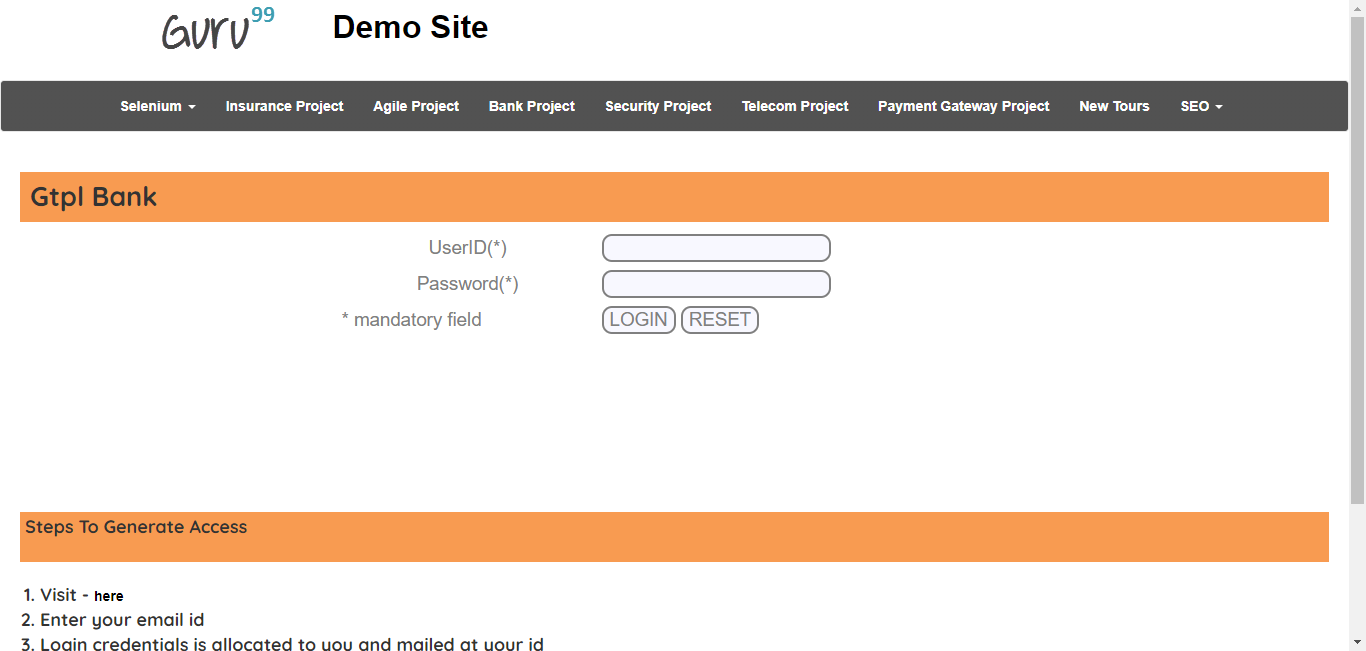 Guru99 Demo Site
Selenium Insurance Project Agile Project Bank Project Security Project Telecom Project Payment Gateway Project New Tours SEO
Gtpl Bank
UserID(*)
Password(*)
* mandatory field LOGIN RESET
Steps To Generate Access
1. Visit - here
2. Enter your email id
3. Login credentials is allocated to you and mailed at your id